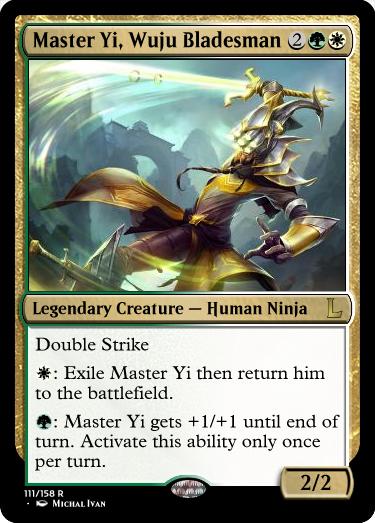 Master Yi, Wuju Bladesman 2
Legendary Creature — Human Ninja L
Double Strike
: Exile Master Yi then return him
to the battlefield.
: Master Yi gets +1/+1 until end of
turn. Activate this ability only once
per turn.
2/2
111/158 R
· Michal Ivan